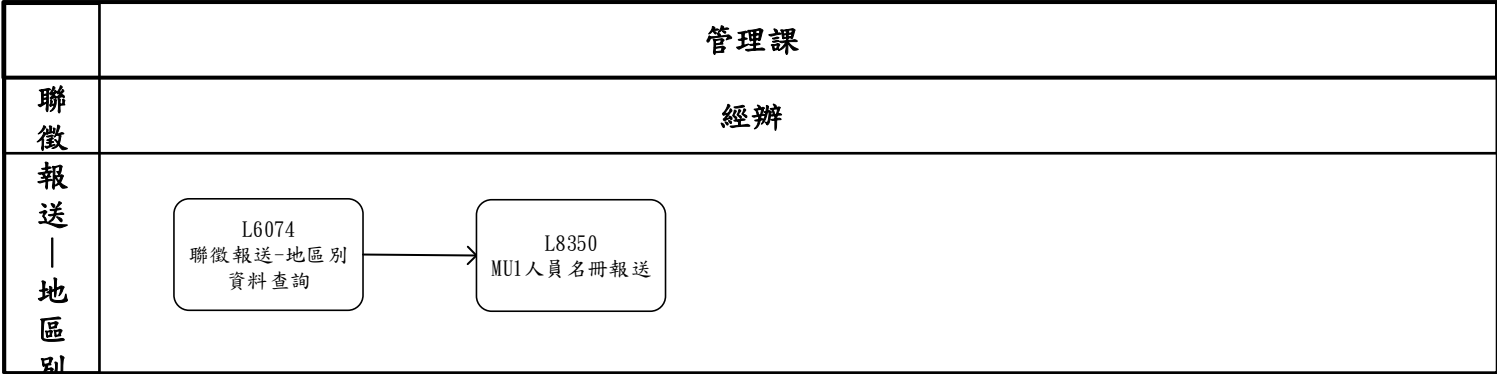 管理課
經辦
聯徵報送—地區別
L6074
聯徵報送-地區別
資料查詢
L8350
MU1人員名冊報送